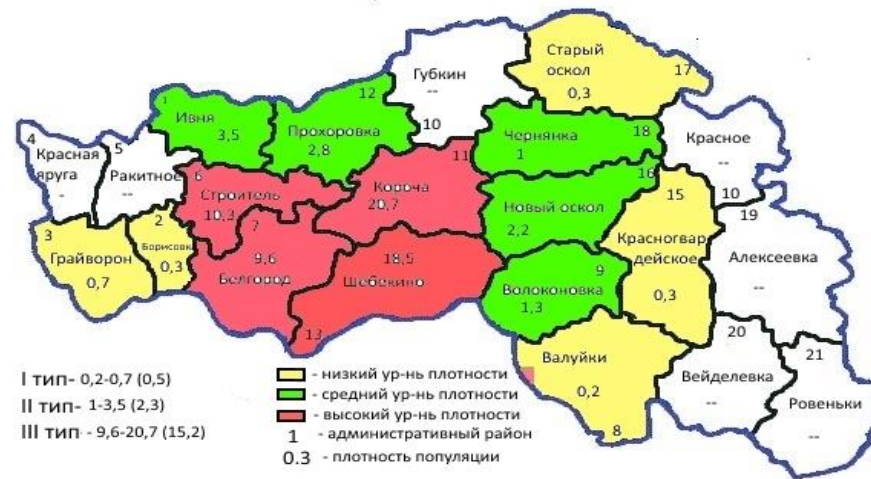 Старый
оскол
17
0,3
Губкин
--
10
12
Прохоровка
2,8
1
Ивня
3,5
4
Красная
яруга
-
5
Ракитное
--
6
Строитель
10,3
11
Короча
20,7
18
Чернянка
1
Красное
--
10
16
Новый оскол
2,2
15
Красногвар
дейское
0,3
19
Алексеевка
--
3
Грайворон
0,7
2
Борисовка
0,3
7
9,6
Белгород
18,5
Шебекино
13
9
Волоконовка
1,3
Валуйки
0,2
8
20
Вейделевка
--
21
Ровеньки
--
I тип- 0,2-0,7 (0,5)
II тип- 1-3,5 (2,3)
III тип - 9,6-20,7 (15,2)
- низкий ур-нь плотности
- средний ур-нь плотности
- высокий ур-нь плотности
1 - административный район
0.3 - плотность популяции